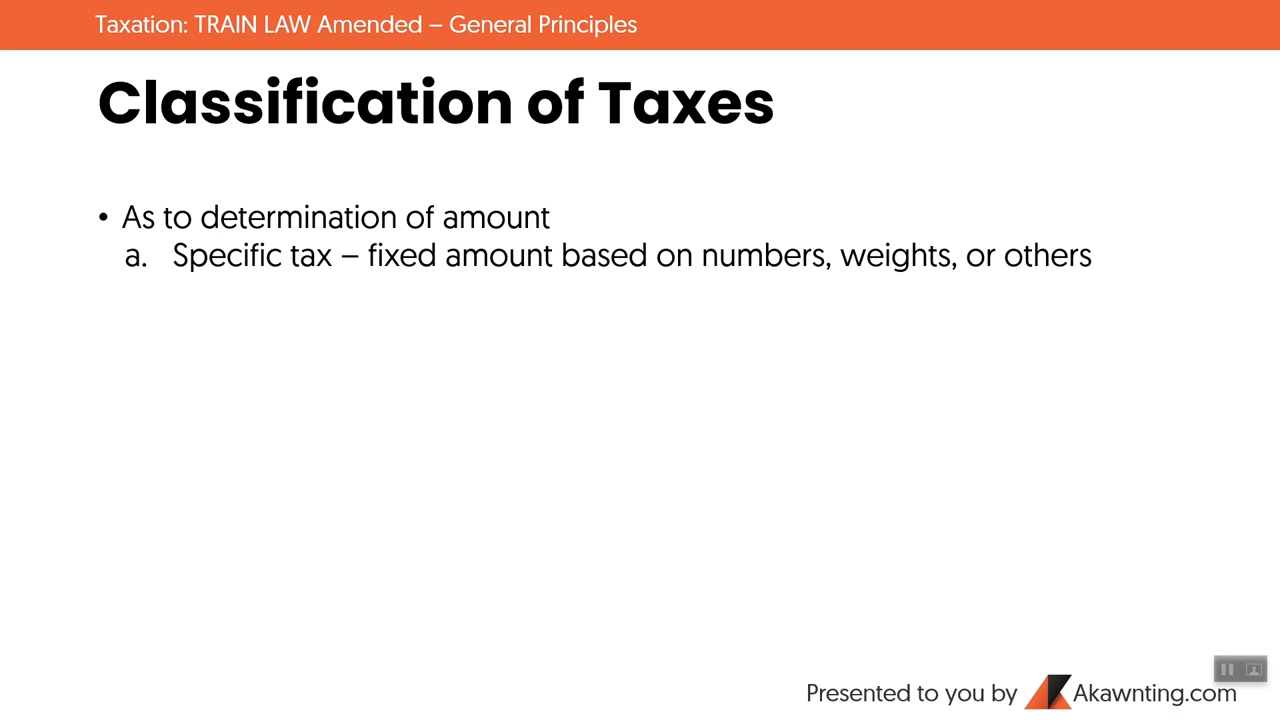 Taxation: TRAIN LAW Amended – General Principles
Classification of Taxes
• As to determination of amount
a. Specific tax – fixed amount based on numbers, weights, or others
Presented to you by Akawnting.com